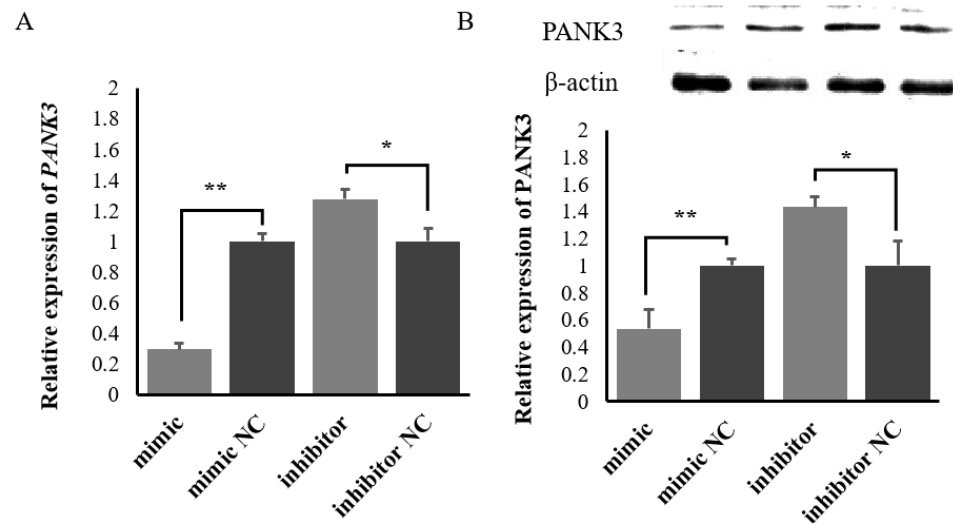 A
Relative expression of PANK3
2
1.8
1.6
1.4
1.2
1
0.8
0.6
0.4
0.2
0
**
*
mimic
mimic NC
inhibitor
inhibitor NC
B
PANK3
β-actin
Relative expression of PANK3
2
1.8
1.6
1.4
1.2
1
0.8
0.6
0.4
0.2
0
**
*
mimic
mimic NC
inhibitor
inhibitor NC